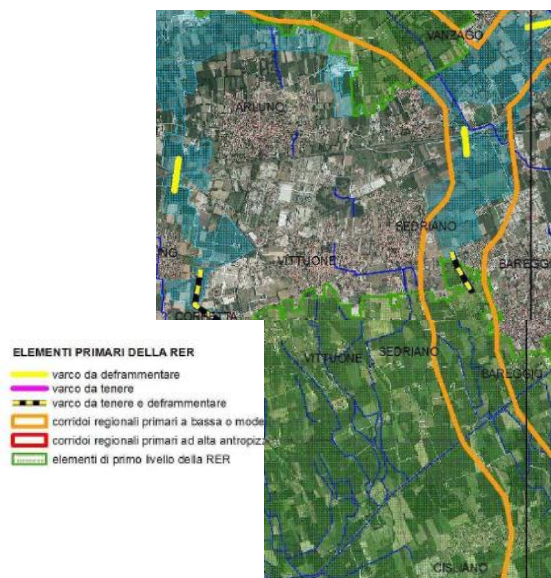 VANZAGO
ARLUNO
SEDRIANO
VITTUONE
BAREGGIO
VITTUONE
SEDRIANO
BAREGGIO
CISLIANO
ELEMENTI PRIMARI DELLA RER
varco da deframmentare
varco da tenere
varco da tenere e deframmentare
corridoi regionali primari a bassa o mode
corridoi regionali primari ad alta antropizz
elementi di primo livello della RER